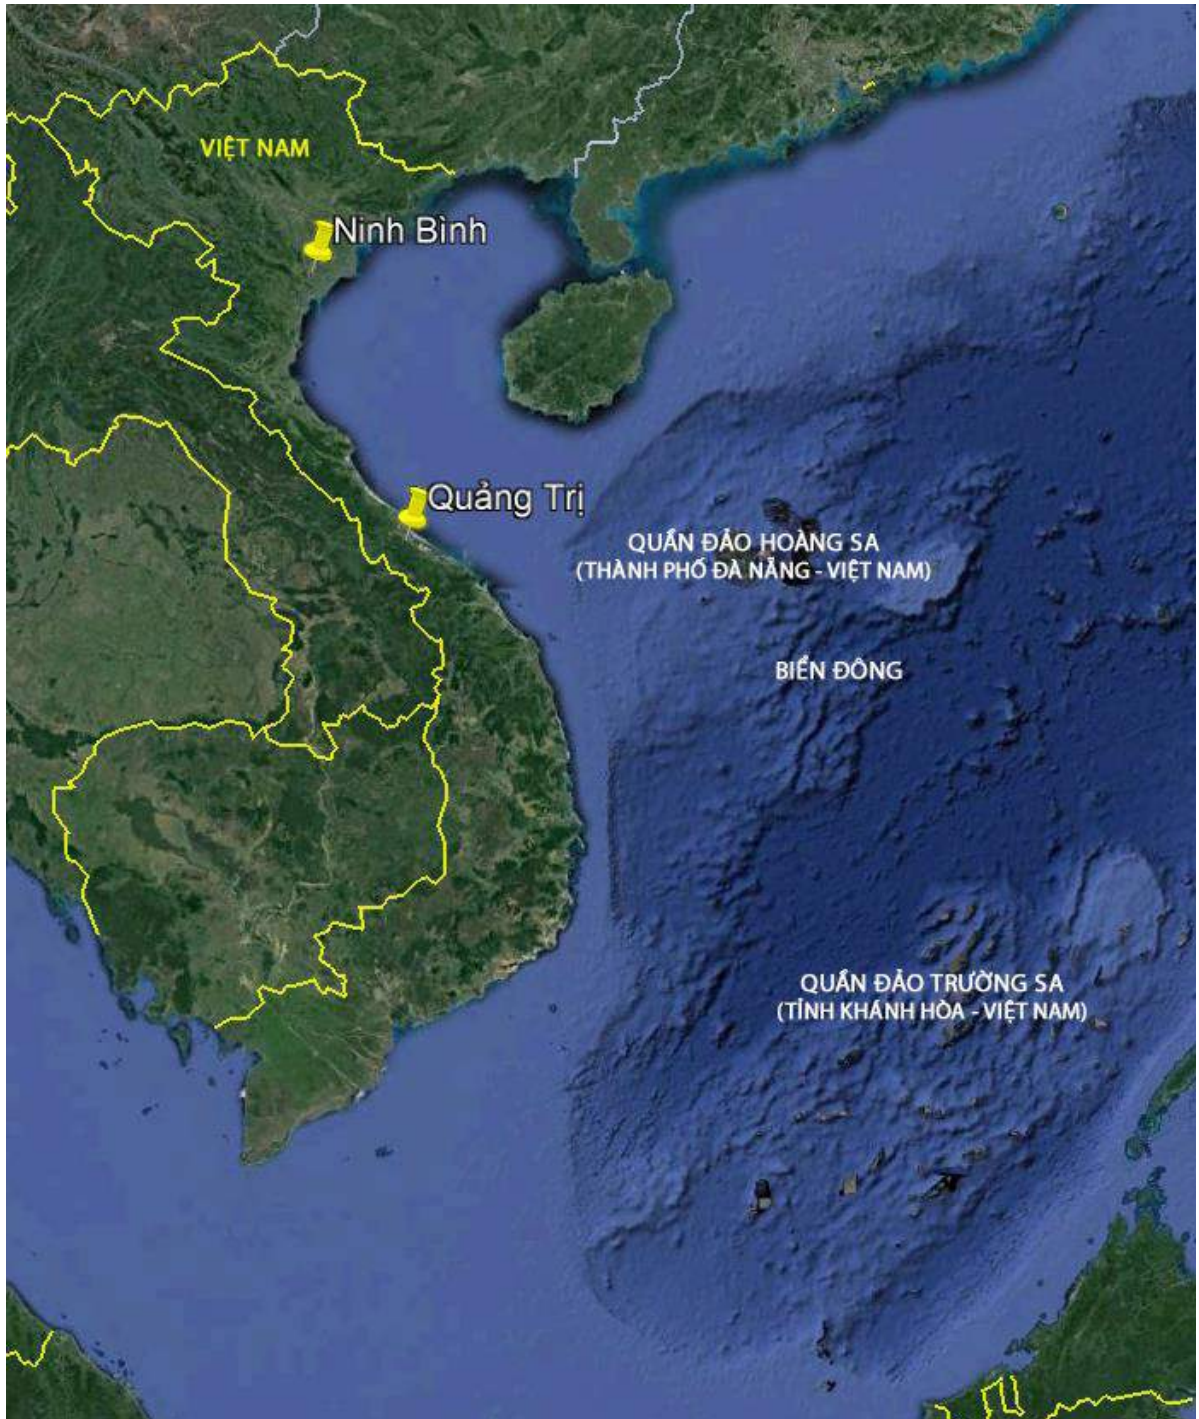 VIỆT NAM
Ninh Bình
Quảng Trị
QUẦN ĐẢO HOÀNG SA
(THÀNH PHỐ ĐÀ NẴNG - VIỆT NAM)
BIỂN ĐÔNG
QUẦN ĐẢO TRƯỜNG SA
(TỈNH KHÁNH HÒA - VIỆT NAM)